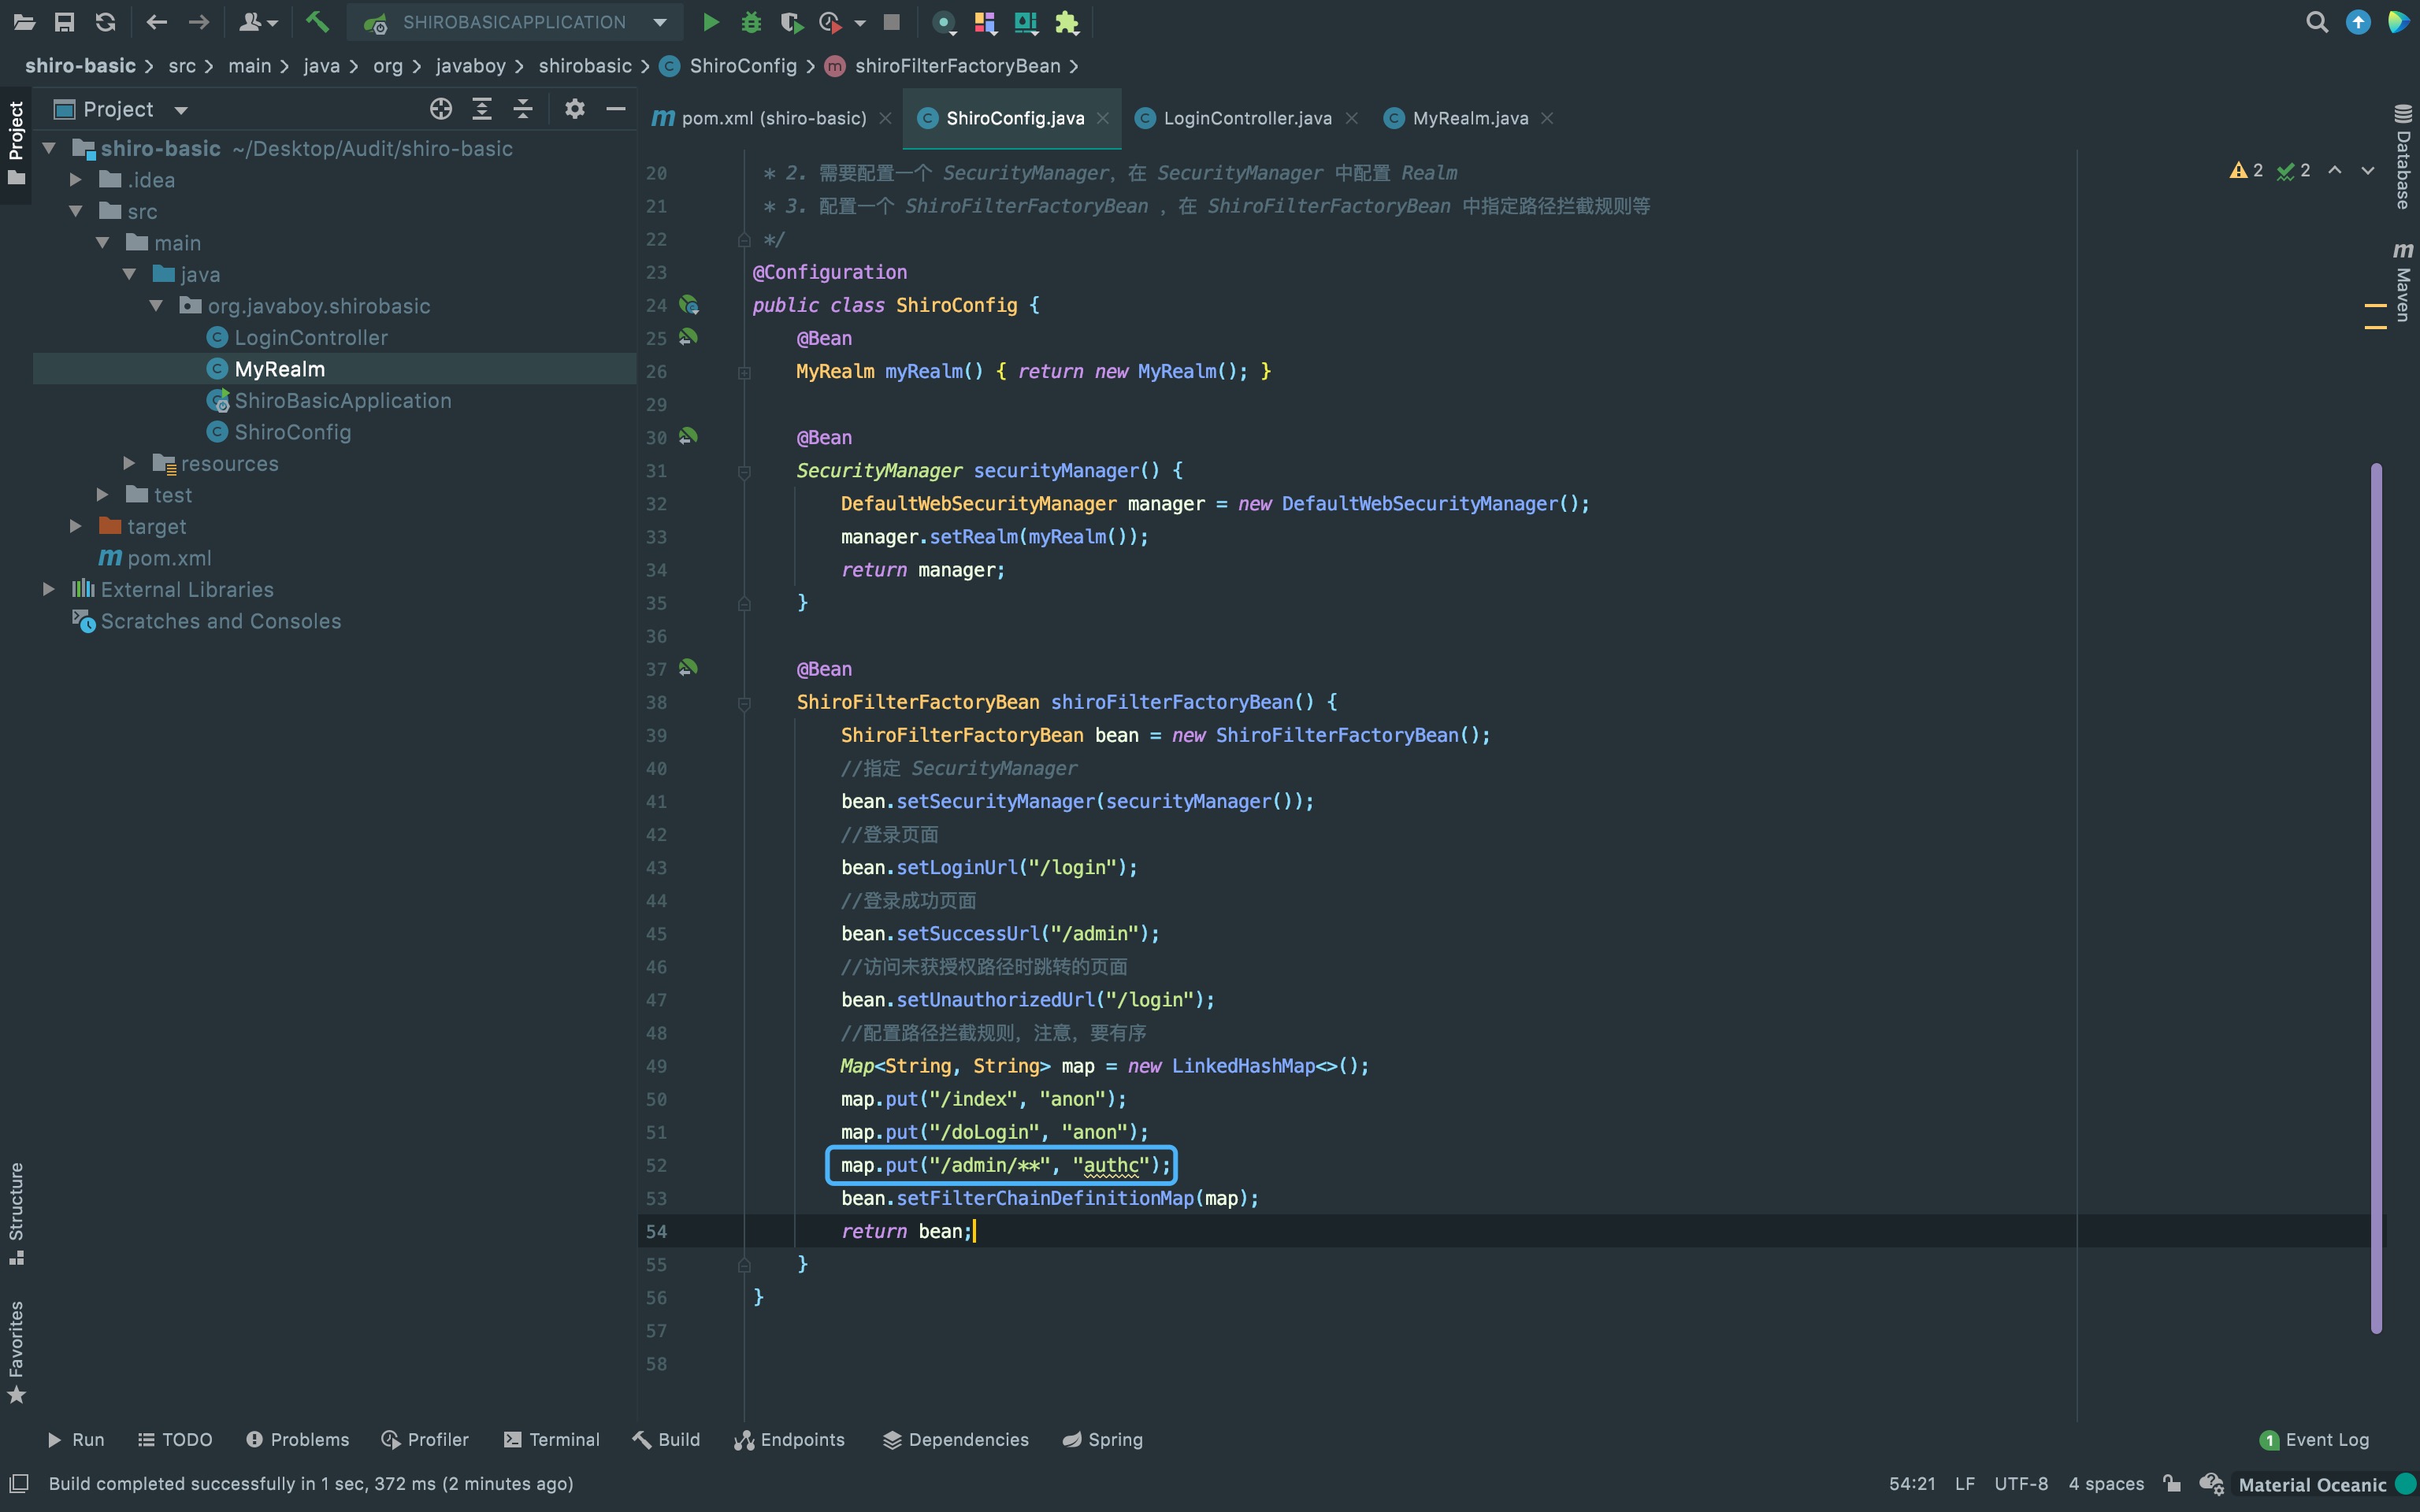 SHIROBASICAPPLICATION
shiro-basic > src > main > java > org > javaboy > shirobasic > ShiroConfig > shiroFilterFactoryBean >
Project
Project
shiro-basic ~/Desktop/Audit/shiro-basic
.idea
src
main
java
org.javaboy.shirobasic
LoginController
MyRealm
ShiroBasicApplication
ShiroConfig
resources
test
target
pom.xml
External Libraries
Scratches and Consoles
Structure
Favorites
pom.xml (shiro-basic)
ShiroConfig.java
LoginController.java
MyRealm.java
2 2
20 * 2. 需要配置一个 SecurityManager，在 SecurityManager 中配置 Realm
21 * 3. 配置一个 ShiroFilterFactoryBean ，在 ShiroFilterFactoryBean 中指定路径拦截规则等
22 */
23 @Configuration
24 public class ShiroConfig {
25 @Bean
26 MyRealm myRealm() { return new MyRealm(); }
29
30 @Bean
31 SecurityManager securityManager() {
32 DefaultWebSecurityManager manager = new DefaultWebSecurityManager();
33 manager.setRealm(myRealm());
34 return manager;
35 }
36
37 @Bean
38 ShiroFilterFactoryBean shiroFilterFactoryBean() {
39 ShiroFilterFactoryBean bean = new ShiroFilterFactoryBean();
40 //指定 SecurityManager
41 bean.setSecurityManager(securityManager());
42 //登录页面
43 bean.setLoginUrl("/login");
44 //登录成功页面
45 bean.setSuccessUrl("/admin");
46 //访问未获授权路径时跳转的页面
47 bean.setUnauthorizedUrl("/login");
48 //配置路径拦截规则，注意，要有序
49 Map<String, String> map = new LinkedHashMap<>();
50 map.put("/index", "anon");
51 map.put("/doLogin", "anon");
52 map.put("/admin/**", "authc");
53 bean.setFilterChainDefinitionMap(map);
54 return bean;
55 }
56 }
57
58
Database
Maven
Run TODO Problems Profiler Terminal Build Endpoints Dependencies Spring
1 Event Log
Build completed successfully in 1 sec, 372 ms (2 minutes ago)
54:21 LF UTF-8 4 spaces Material Oceanic